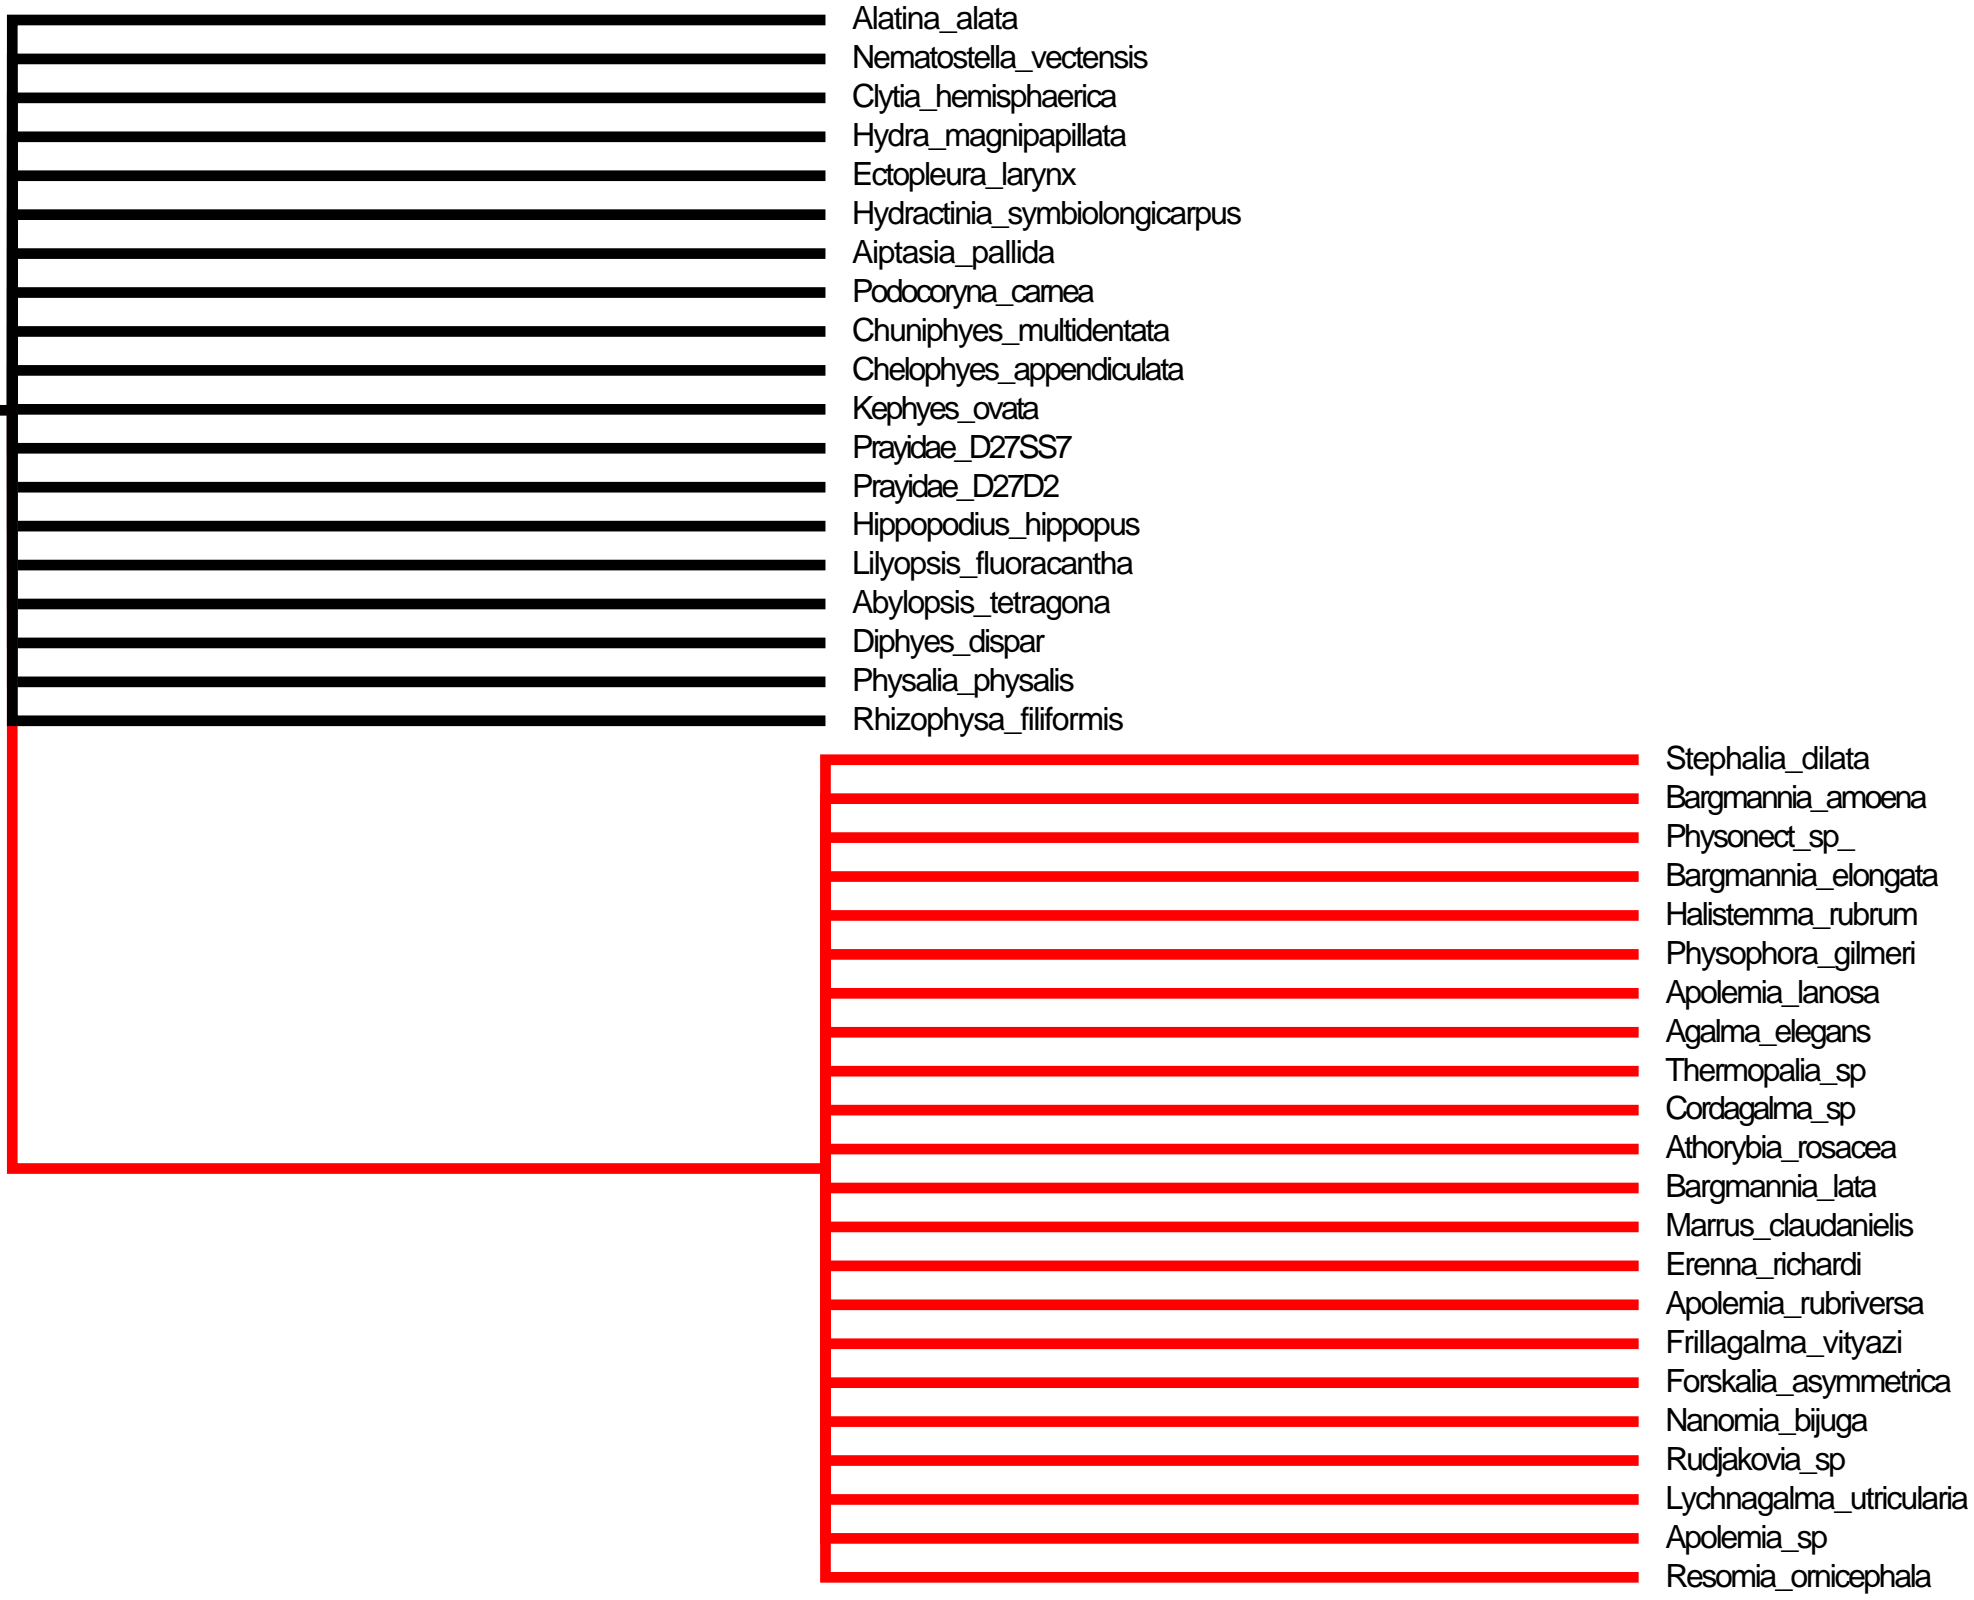 Alatina_alata
Nematostella_vectensis
Clytia_hemisphaerica
Hydra_magnipapillata
Ectopleura_larynx
Hydractinia_symbiolongicarpus
Aiptasia_pallida
Podocoryna_carnea
Chuniphyes_multidentata
Chelophyes_appendiculata
Kephyes_ovata
Prayidae_D27SS7
Prayidae_D27D2
Hippopodius_hippopus
Lilyopsis_fluoracantha
Abylopsis_tetragona
Diphyes_dispar
Physalia_physalis
Rhizophysa_filiformis
Stephalia_dilata
Bargmannia_amoena
Physonect_sp_
Bargmannia_elongata
Halistemma_rubrum
Physophora_gilmeri
Apolemia_lanosa
Agalma_elegans
Thermopalia_sp
Cordagalma_sp
Athorybia_rosacea
Bargmannia_lata
Marrus_claudanielis
Erenna_richardi
Apolemia_rubriversa
Frillagalma_vityazi
Forskalia_asymmetrica
Nanomia_bijuga
Rudjakovia_sp
Lychnagalma_utricularia
Apolemia_sp
Resomia_ornicephala